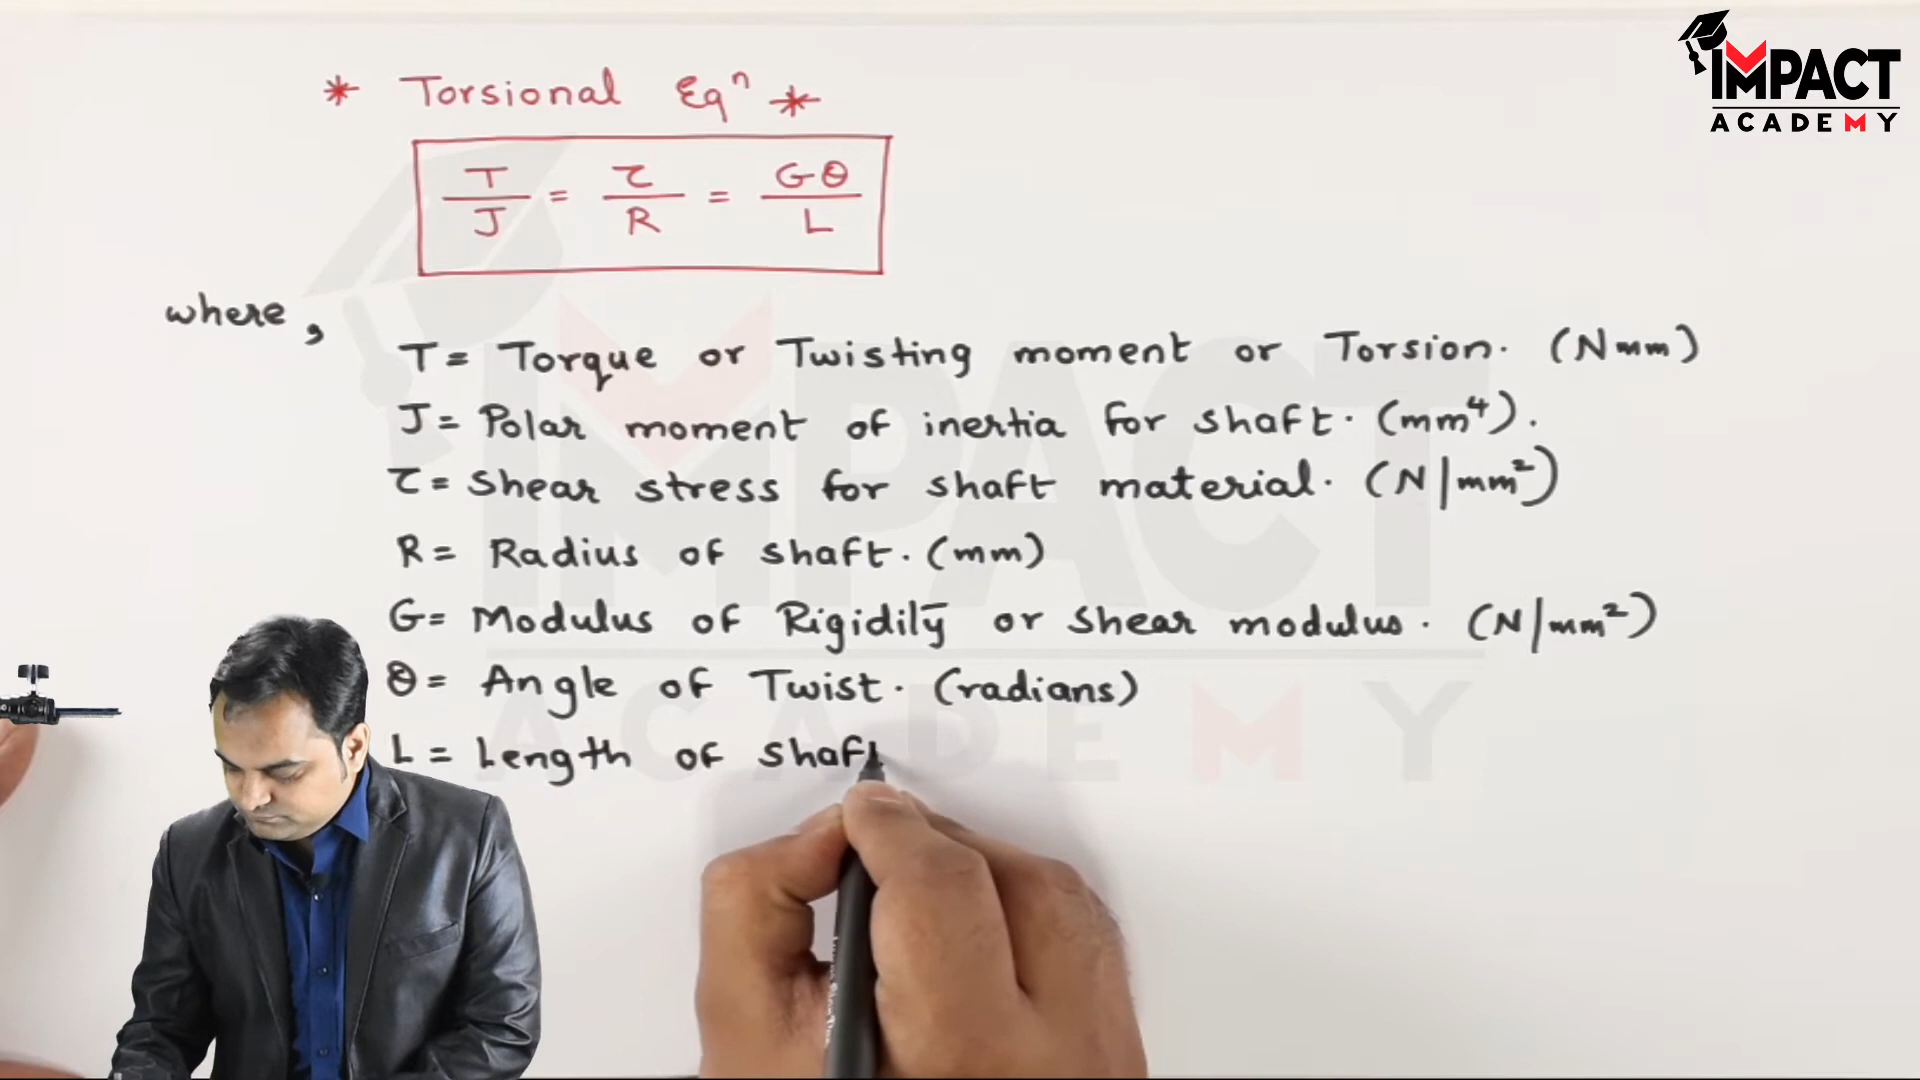 IMPACT
ACADEMY
* Torsional Eqⁿ *
T/J = τ/R = Gθ/L
where,
T = Torque or Twisting moment or Torsion. (Nmm)
J = Polar moment of inertia for shaft. (mm⁴).
τ = Shear stress for shaft material. (N/mm²)
R = Radius of shaft. (mm)
G = Modulus of Rigidity or shear modulus. (N/mm²)
θ = Angle of Twist. (radians)
L = Length of shaft
IMPACT
ACADEMY